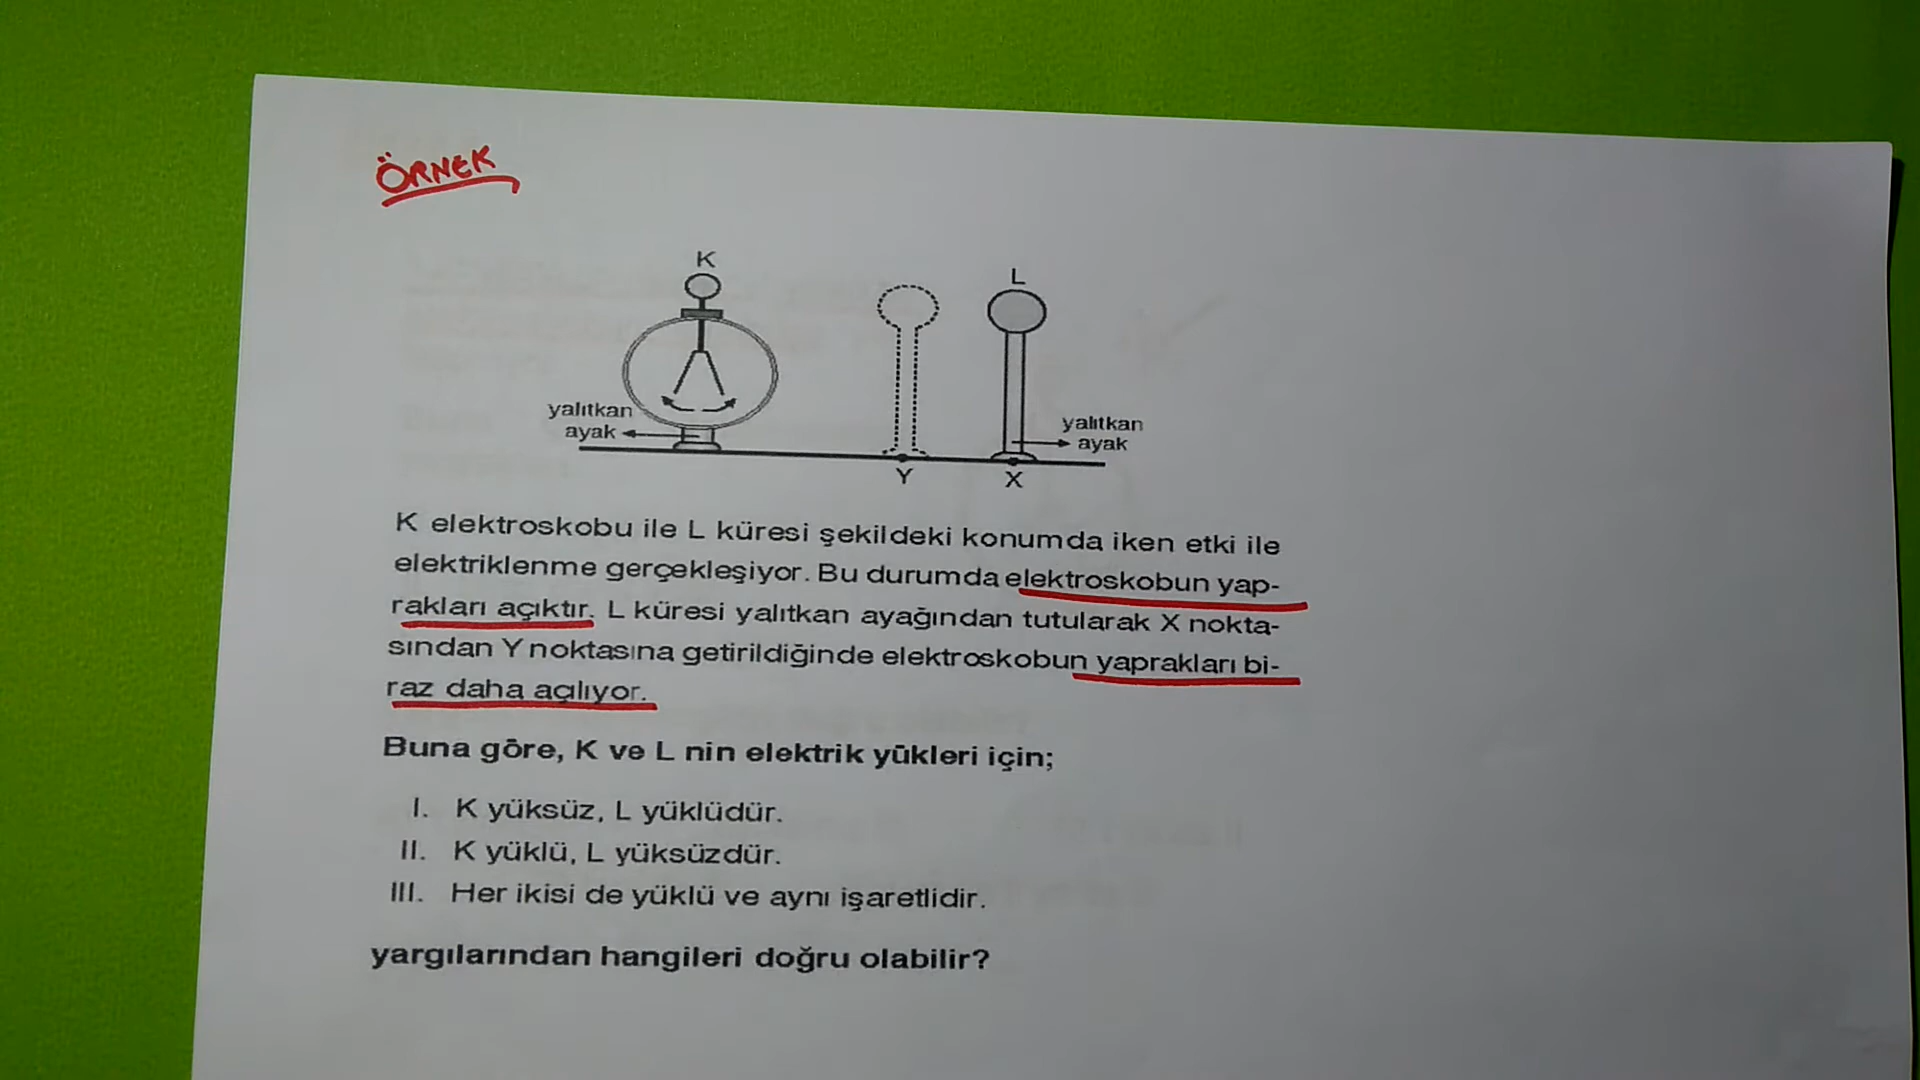 ÖRNEK
K
L
yalıtkan
ayak
yalıtkan
ayak
Y
X
K elektroskobu ile L küresi şekildeki konumda iken etki ile
elektriklenme gerçekleşiyor. Bu durumda elektroskobun yap-
rakları açıktır. L küresi yalıtkan ayağından tutularak X nokta-
sından Y noktasına getirildiğinde elektroskobun yaprakları bi-
raz daha açılıyor.
Buna göre, K ve L nin elektrik yükleri için;
I. K yüksüz, L yüklüdür.
II. K yüklü, L yüksüzdür.
III. Her ikisi de yüklü ve aynı işaretlidir.
yargılarından hangileri doğru olabilir?